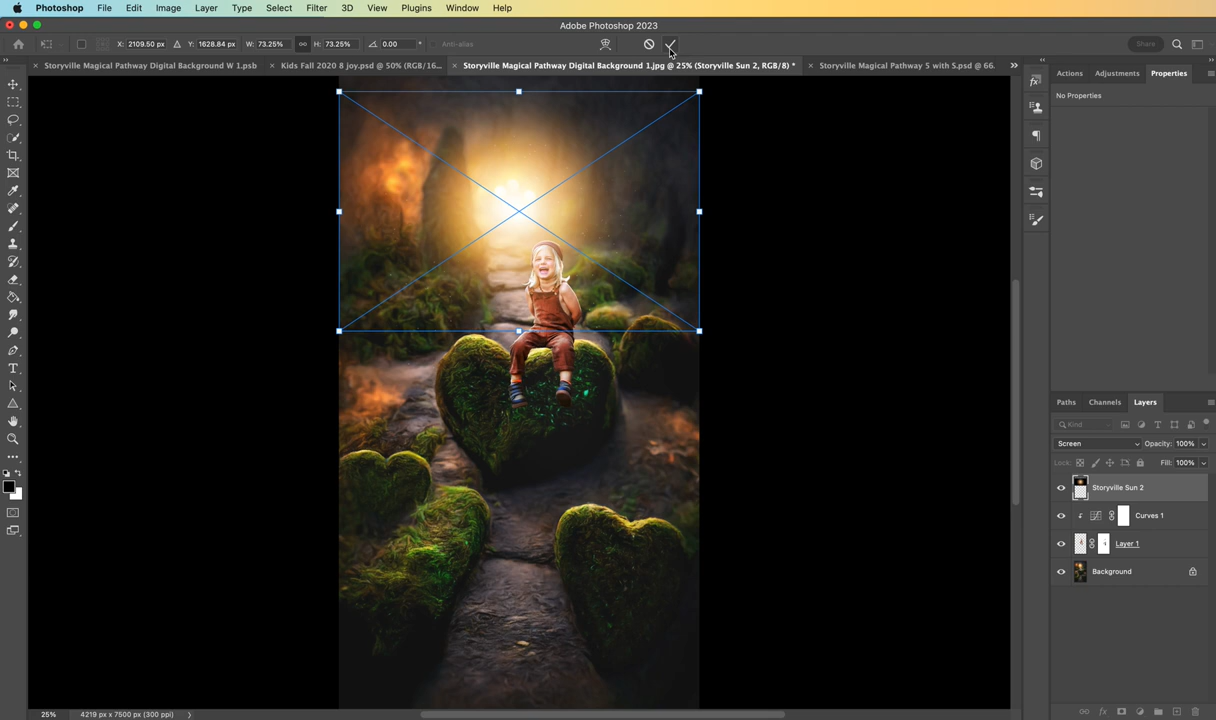 Photoshop File Edit Image Layer Type Select Filter 3D View Plugins Window Help
Adobe Photoshop 2023
X: 2109.50 px Y: 1628.84 px W: 73.25% H: 73.25% 0.00 ° Anti-alias Share
Storyville Magical Pathway Digital Background W 1.psb Kids Fall 2020 8 joy.psd @ 50% (RGB/16... Storyville Magical Pathway Digital Background 1.jpg @ 25% (Storyville Sun 2, RGB/8) * Storyville Magical Pathway 5 with S.psd @ 66.
Actions Adjustments Properties
No Properties
Paths Channels Layers
Kind
Screen Opacity: 100%
Lock: Fill: 100%
Storyville Sun 2
Curves 1
Layer 1
Background
25% 4219 px x 7500 px (300 ppi)